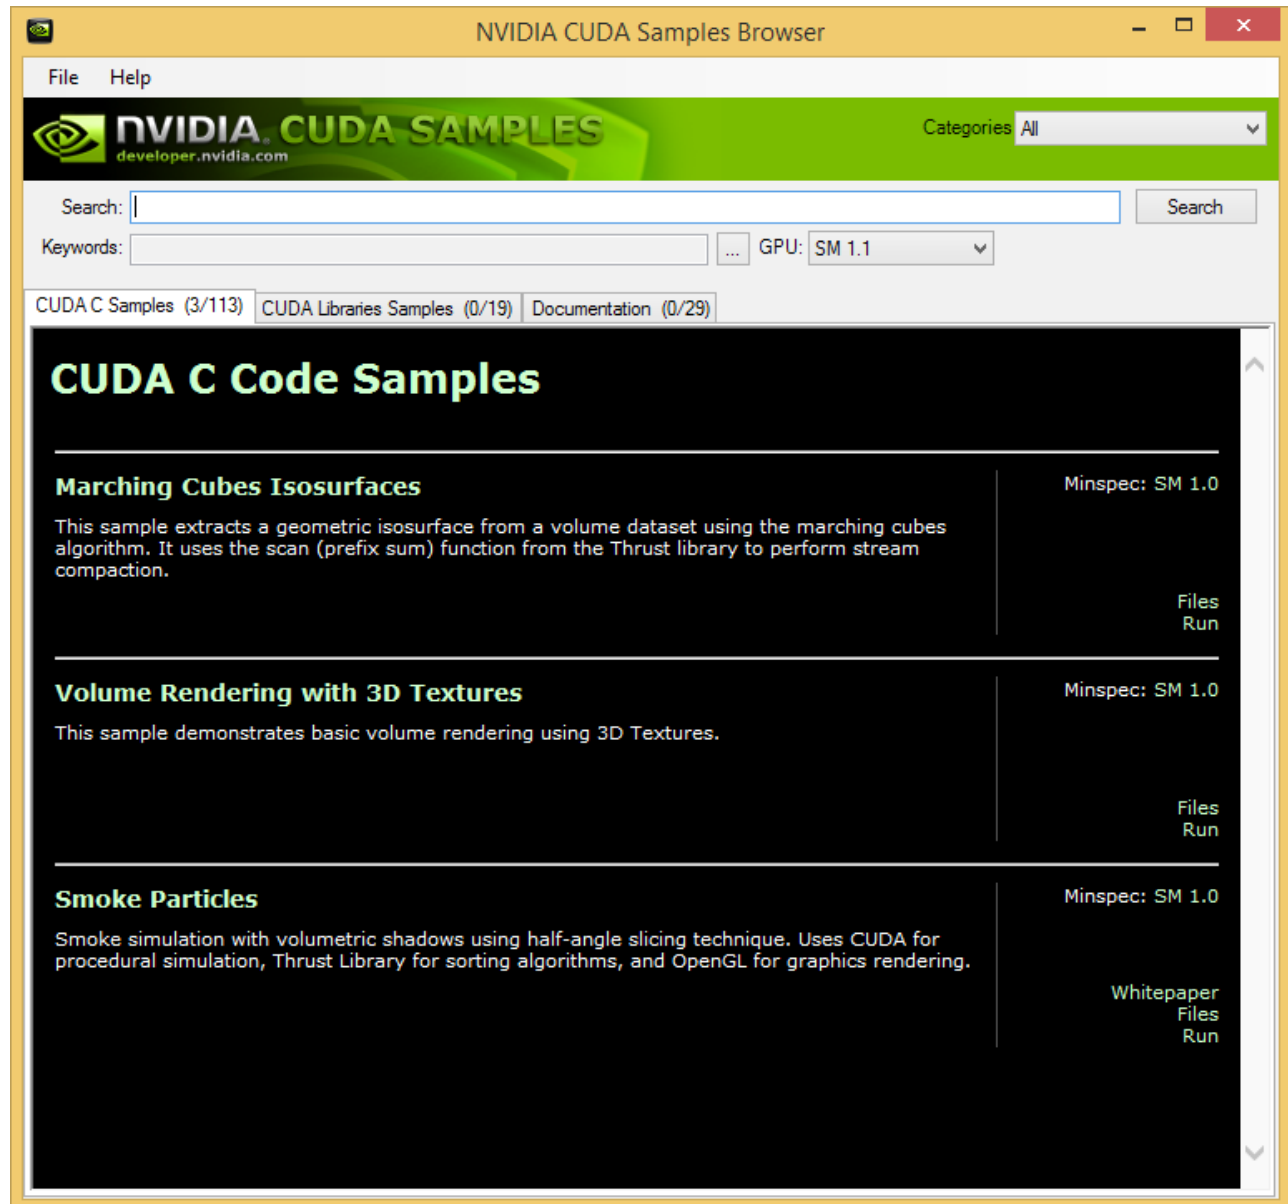 NVIDIA CUDA Samples Browser
File Help
NVIDIA. CUDA SAMPLES
developer.nvidia.com
Categories All
Search: Search
Keywords: ... GPU: SM 1.1
CUDA C Samples (3/113) CUDA Libraries Samples (0/19) Documentation (0/29)
CUDA C Code Samples
Marching Cubes Isosurfaces
Minspec: SM 1.0
This sample extracts a geometric isosurface from a volume dataset using the marching cubes
algorithm. It uses the scan (prefix sum) function from the Thrust library to perform stream
compaction.
Files
Run
Volume Rendering with 3D Textures
Minspec: SM 1.0
This sample demonstrates basic volume rendering using 3D Textures.
Files
Run
Smoke Particles
Minspec: SM 1.0
Smoke simulation with volumetric shadows using half-angle slicing technique. Uses CUDA for
procedural simulation, Thrust Library for sorting algorithms, and OpenGL for graphics rendering.
Whitepaper
Files
Run